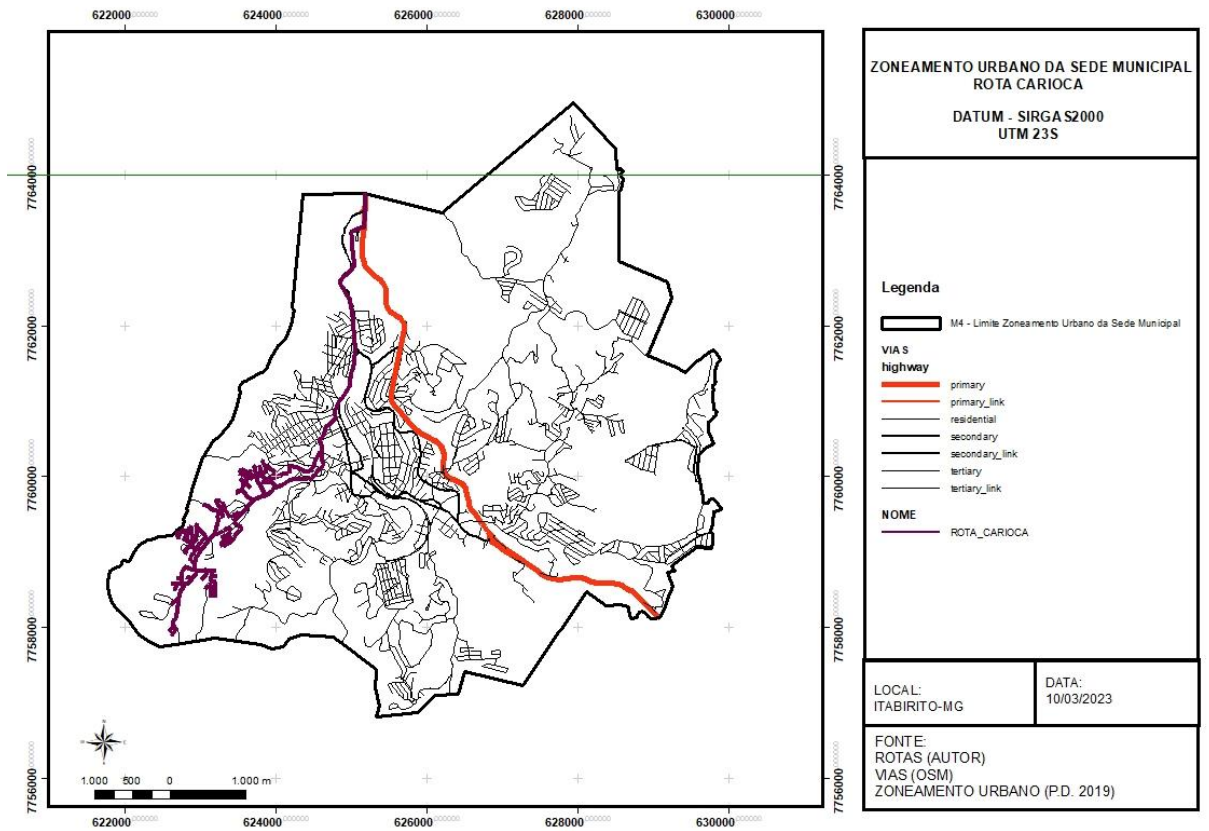 622000 624000 626000 628000 630000
7764000 7764000
7762000 7762000
7760000 7760000
7758000 7758000
7756000 7756000
N
1.000 500 0 1.000 m
622000 624000 626000 628000 630000
ZONEAMENTO URBANO DA SEDE MUNICIPAL
ROTA CARIOCA
DATUM - SIRGAS2000
UTM 23S
Legenda
M4 - Limite Zoneamento Urbano da Sede Municipal
VIAS
highway
primary
primary_link
residential
secondary
secondary_link
tertiary
tertiary_link
NOME
ROTA_CARIOCA
LOCAL:
ITABIRITO-MG
DATA:
10/03/2023
FONTE:
ROTAS (AUTOR)
VIAS (OSM)
ZONEAMENTO URBANO (P.D. 2019)